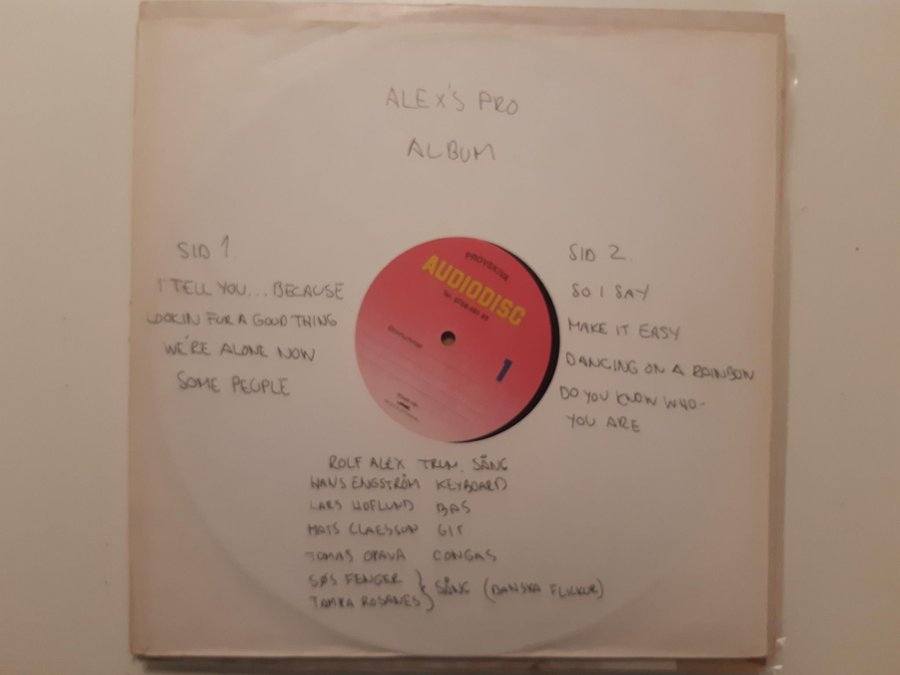 ALEX'S PRO
ALBUM
SID 1.
I TELL YOU... BECAUSE
LOOKIN FOR A GOOD THING
WE'RE ALONE NOW
SOME PEOPLE
PROVSKIVA
AUDIODISC
1
SID 2.
SO I SAY
MAKE IT EASY
DANCING ON A RAINBOW
DO YOU KNOW WHO-
YOU ARE
ROLF ALEX TRUM, SÅNG
HANS ENGSTRÖM KEYBOARD
LARS HOFLUND BAS
MATS CLAESSON GIT
TOMAS OPAVA CONGAS
SØS FENGER } SÅNG (DANSKA FLICKOR)
TAMRA ROSANES